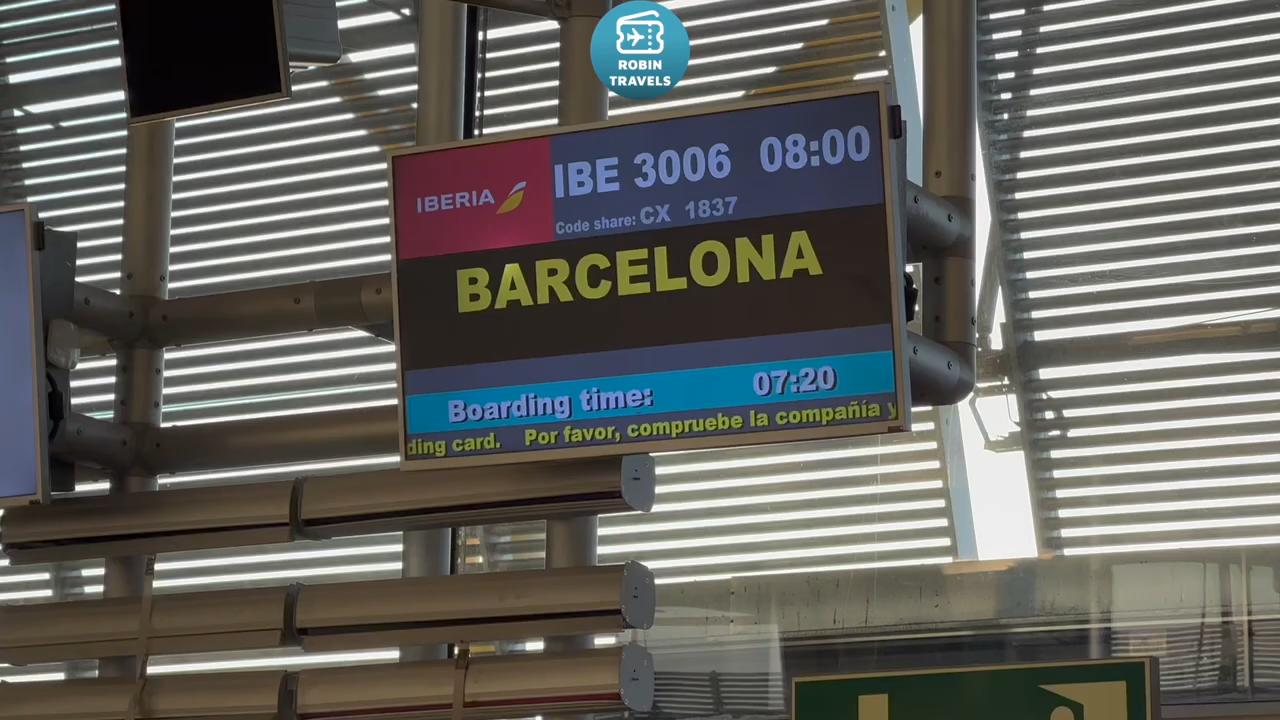 ROBIN
TRAVELS
IBERIA
IBE 3006 08:00
Code share: CX 1837
BARCELONA
Boarding time: 07:20
ding card. Por favor, compruebe la compañía y